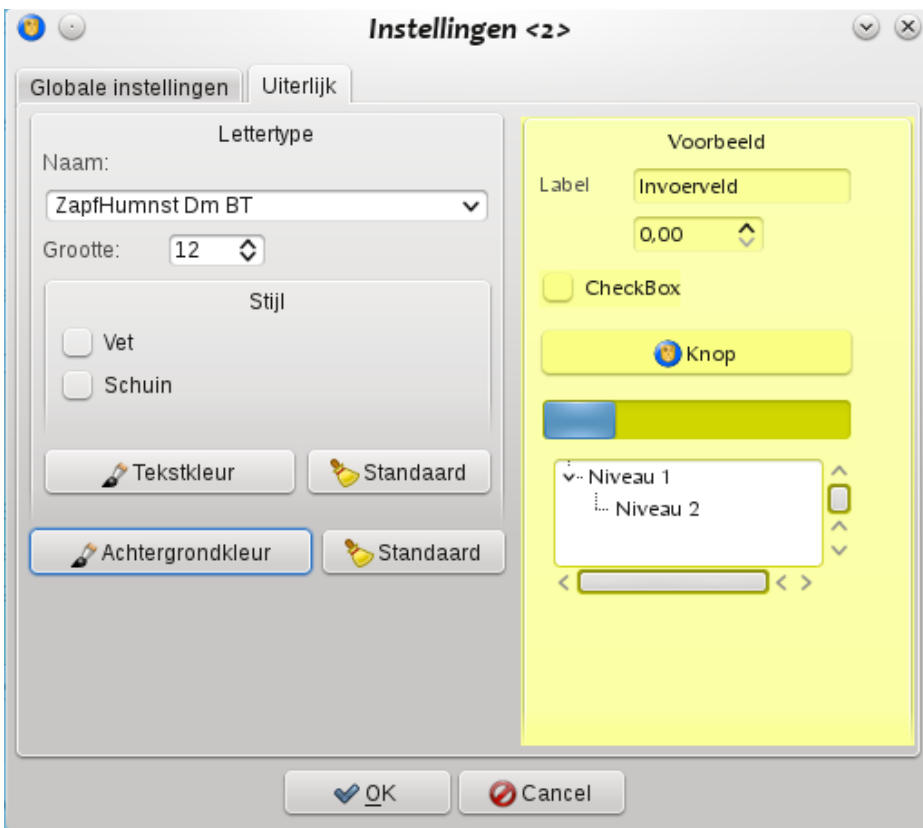 Instellingen <2>
Globale instellingen
Uiterlijk
Lettertype
Naam:
ZapfHumnst Dm BT
Grootte:
12
Stijl
Vet
Schuin
Tekstkleur
Standaard
Achtergrondkleur
Standaard
Voorbeeld
Label
Invoerveld
0,00
CheckBox
Knop
Niveau 1
Niveau 2
OK
Cancel